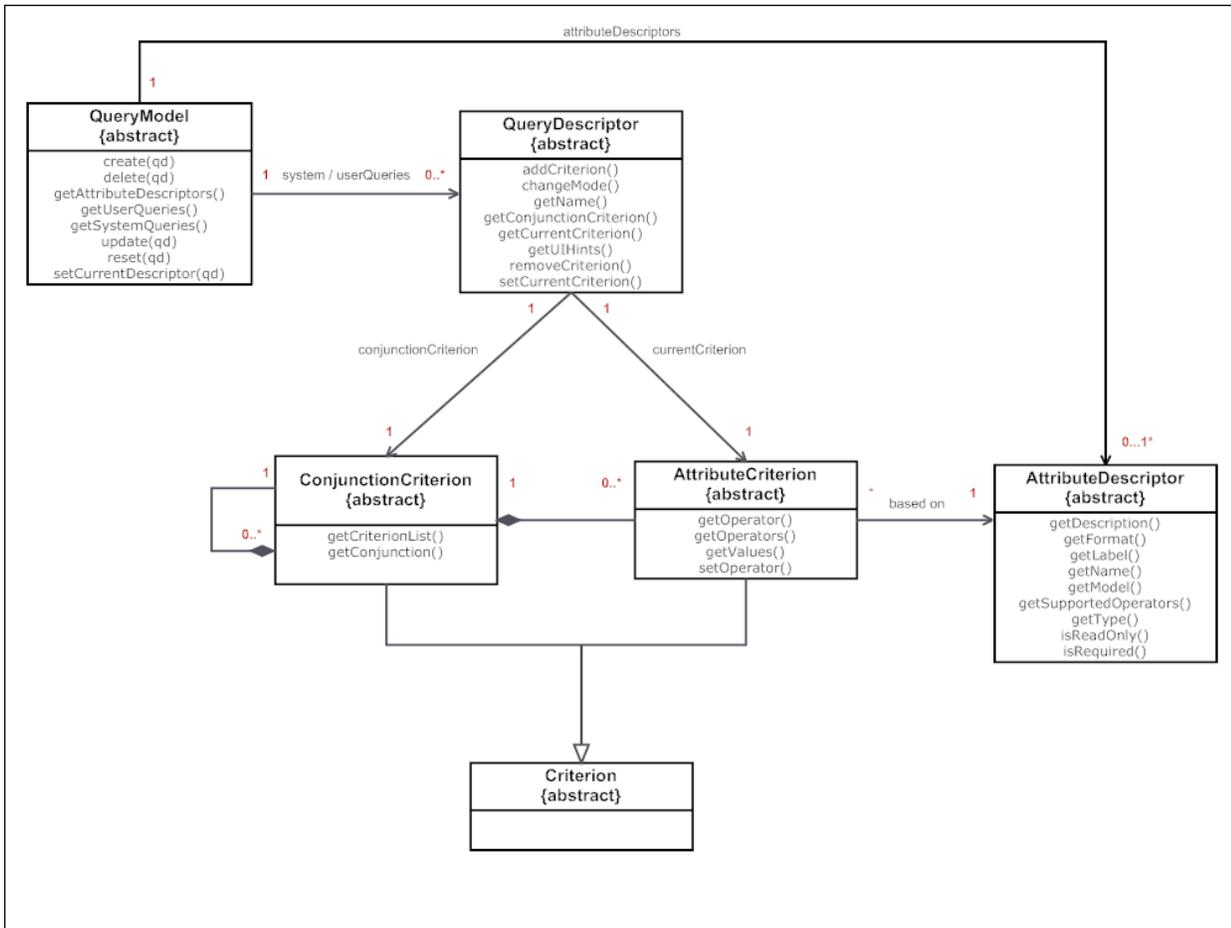 attributeDescriptors
1
QueryModel
{abstract}
create(qd)
delete(qd)
getAttributeDescriptors()
getUserQueries()
getSystemQueries()
update(qd)
reset(qd)
setCurrentDescriptor(qd)
1 system / userQueries 0..*
QueryDescriptor
{abstract}
addCriterion()
changeMode()
getName()
getConjunctionCriterion()
getCurrentCriterion()
getUIHints()
removeCriterion()
setCurrentCriterion()
1 1
conjunctionCriterion currentCriterion
1 1
0...1*
1
0..*
ConjunctionCriterion
{abstract}
getCriterionList()
getConjunction()
1 0..*
AttributeCriterion
{abstract}
getOperator()
getOperators()
getValues()
setOperator()
* based on 1
AttributeDescriptor
{abstract}
getDescription()
getFormat()
getLabel()
getName()
getModel()
getSupportedOperators()
getType()
isReadOnly()
isRequired()
Criterion
{abstract}